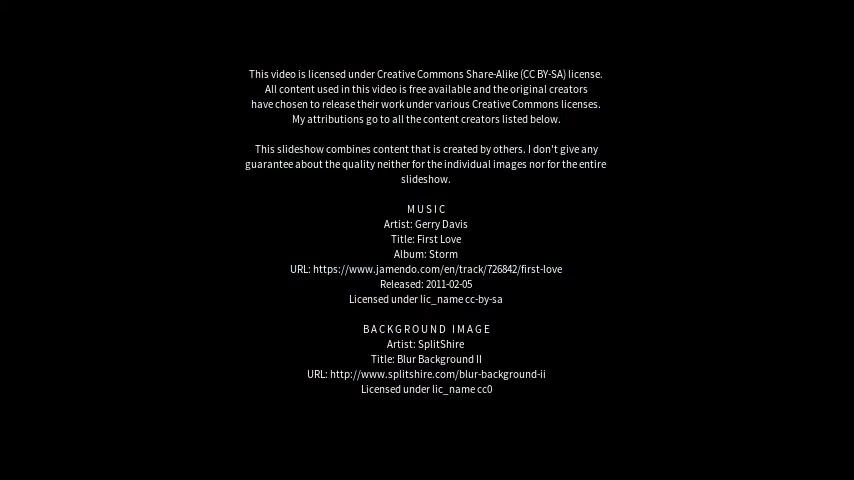 This video is licensed under Creative Commons Share-Alike (CC BY-SA) license.
All content used in this video is free available and the original creators
have chosen to release their work under various Creative Commons licenses.
My attributions go to all the content creators listed below.
This slideshow combines content that is created by others. I don't give any
guarantee about the quality neither for the individual images nor for the entire
slideshow.
MUSIC
Artist: Gerry Davis
Title: First Love
Album: Storm
URL: https://www.jamendo.com/en/track/726842/first-love
Released: 2011-02-05
Licensed under lic_name cc-by-sa
BACKGROUND IMAGE
Artist: SplitShire
Title: Blur Background II
URL: http://www.splitshire.com/blur-background-ii
Licensed under lic_name cc0